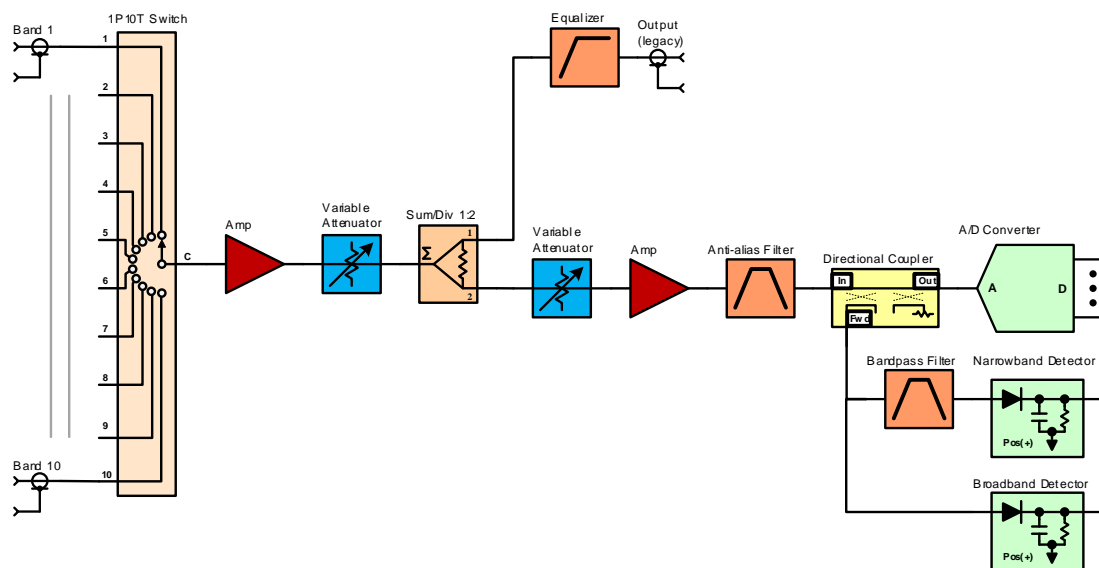 1P10T Switch
Band 1
1
2
3
4
5
6
7
8
9
10
C
Band 10
Amp
Variable
Attenuator
Sum/Div 1:2
Σ
1
2
Equalizer
Output
(legacy)
Variable
Attenuator
Amp
Anti-alias Filter
Directional Coupler
In
Out
Fwd
A/D Converter
A
D
Bandpass Filter
Narrowband Detector
Pos(+)
Broadband Detector
Pos(+)